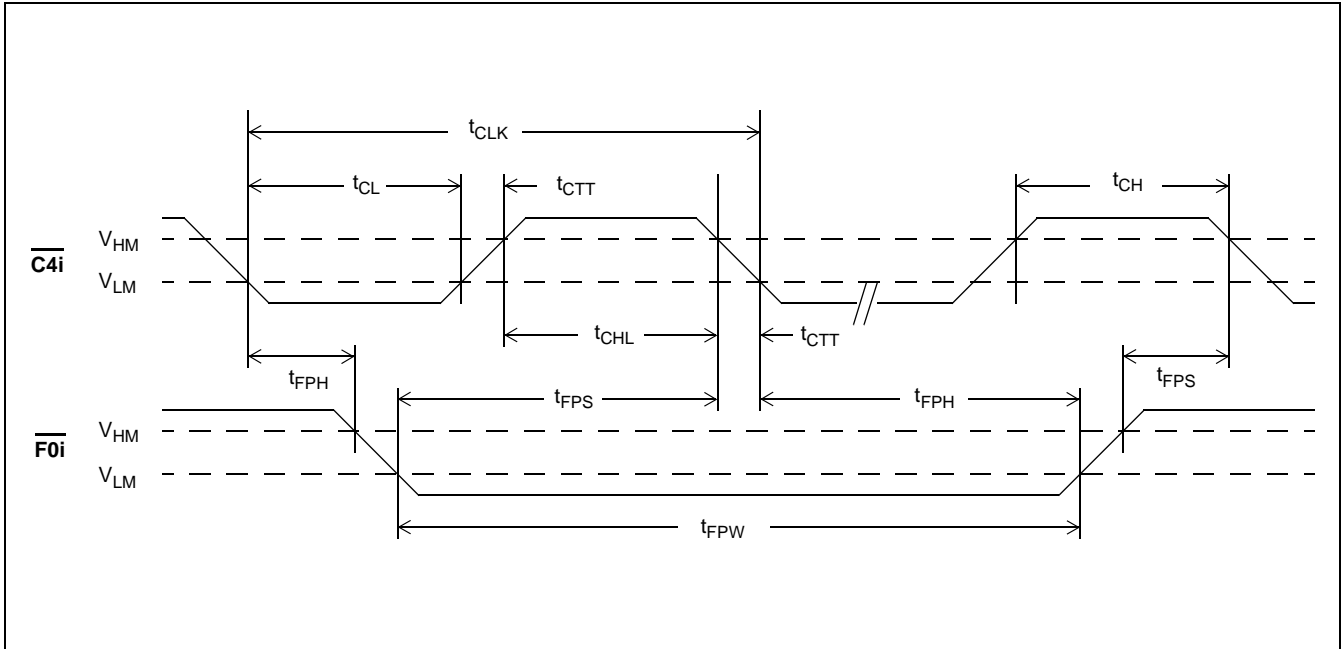 tCLK
tCL
tCTT
tCH
C4i
VHM
VLM
tCHL
tCTT
tFPH
tFPS
tFPH
tFPS
F0i
VHM
VLM
tFPW